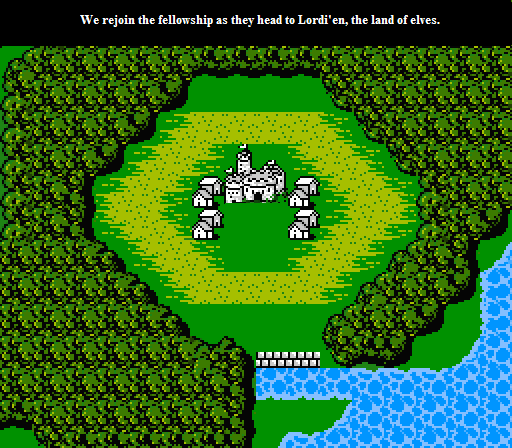 We rejoin the fellowship as they head to Lordi'en, the land of elves.